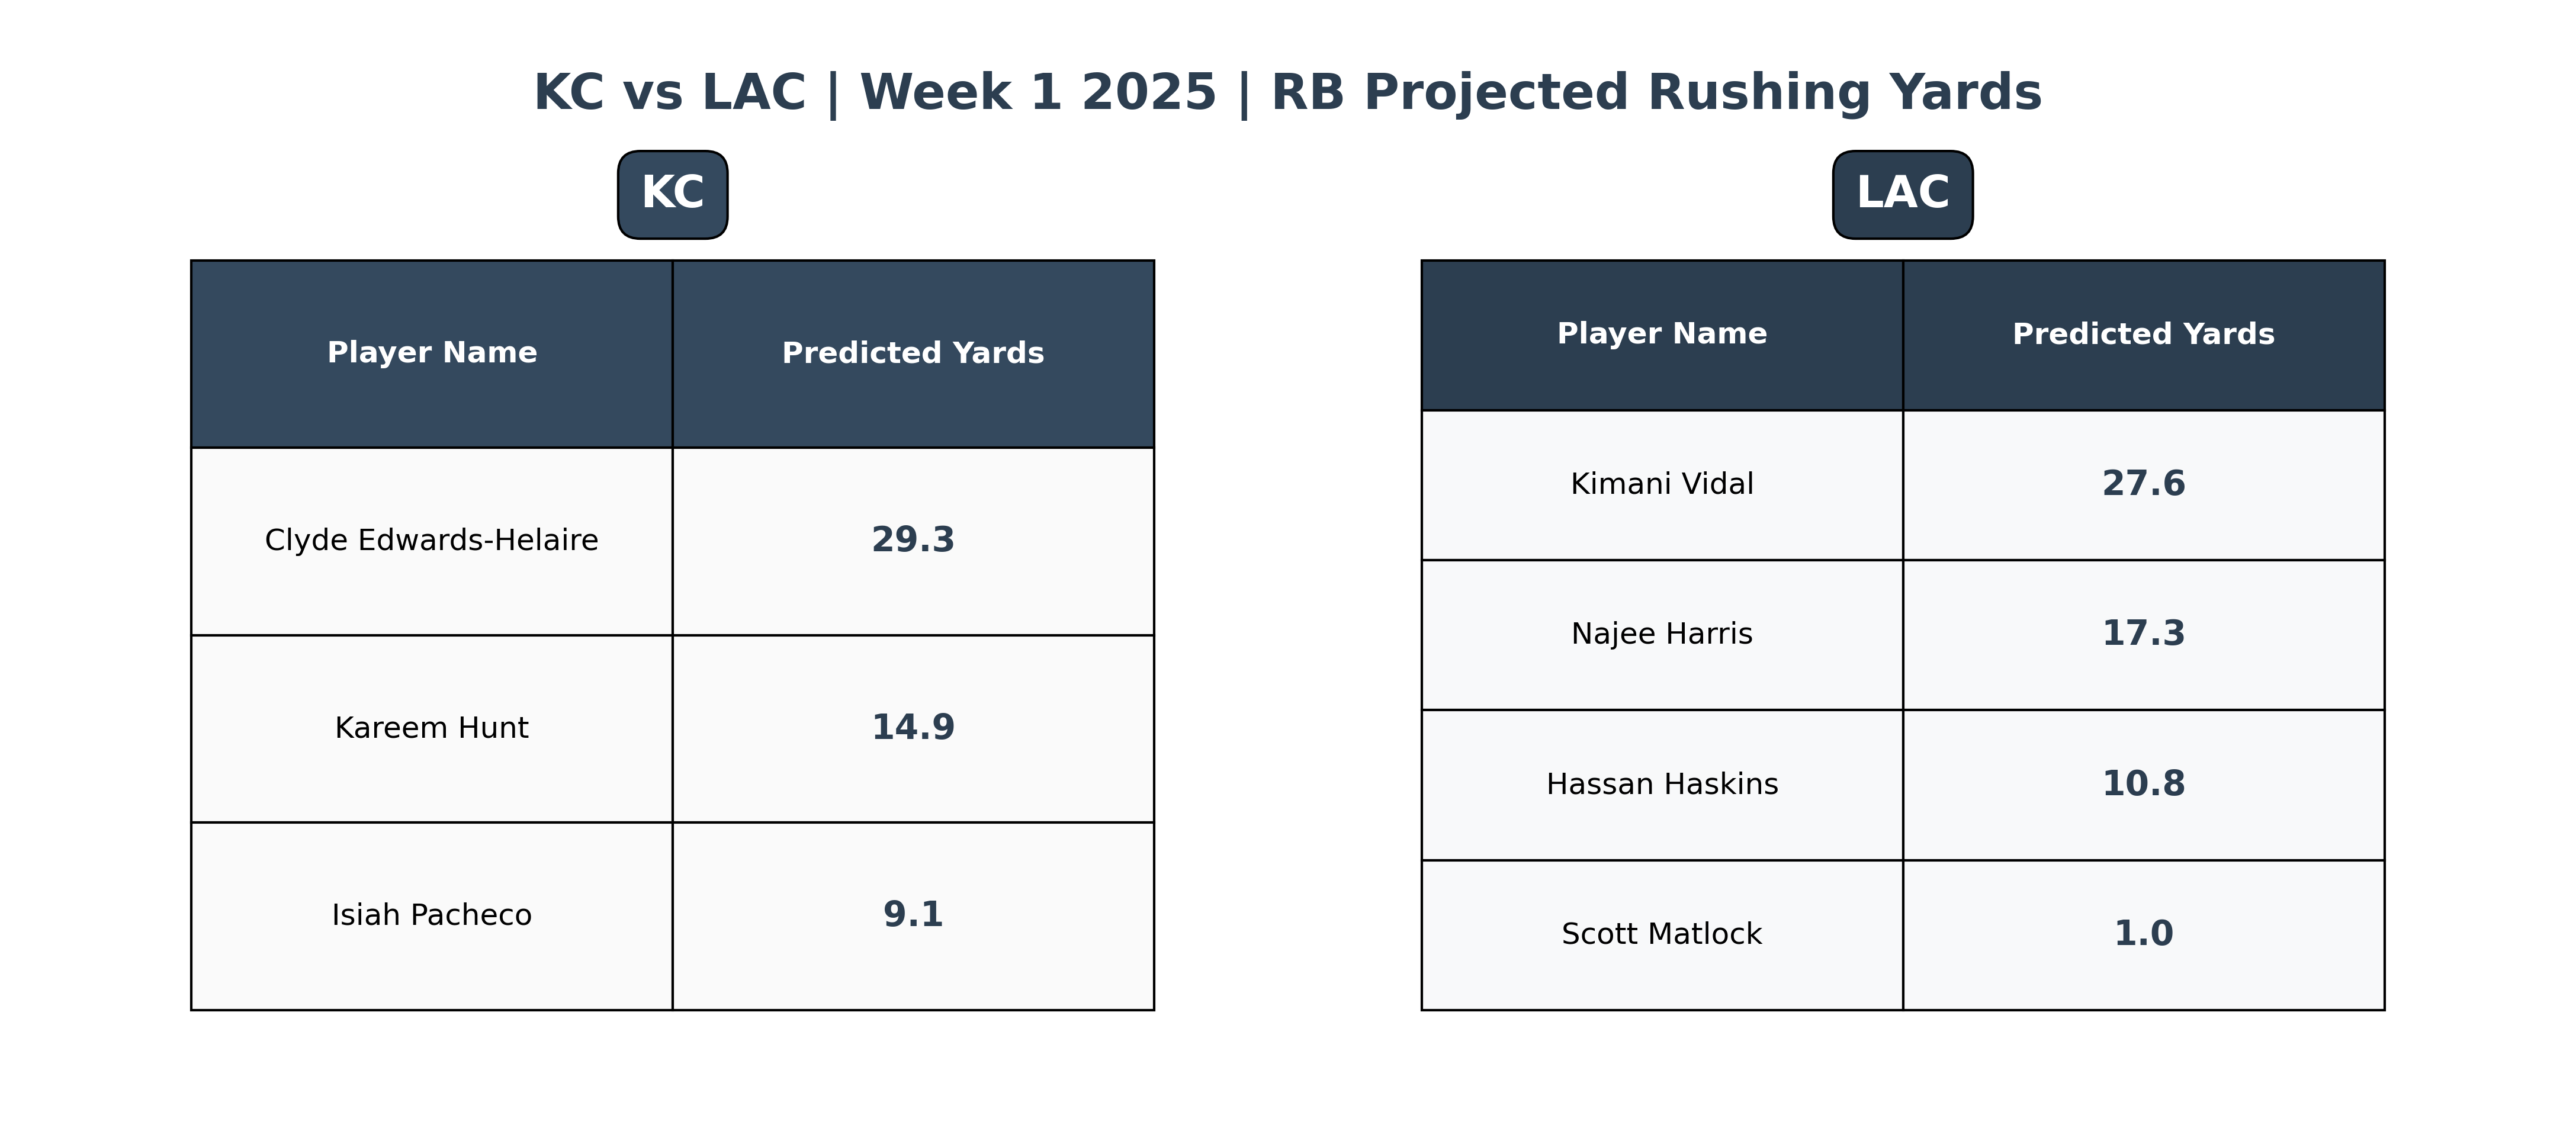 KC vs LAC | Week 1 2025 | RB Projected Rushing Yards
KC
Player Name Predicted Yards
Clyde Edwards-Helaire 29.3
Kareem Hunt 14.9
Isiah Pacheco 9.1
LAC
Player Name Predicted Yards
Kimani Vidal 27.6
Najee Harris 17.3
Hassan Haskins 10.8
Scott Matlock 1.0